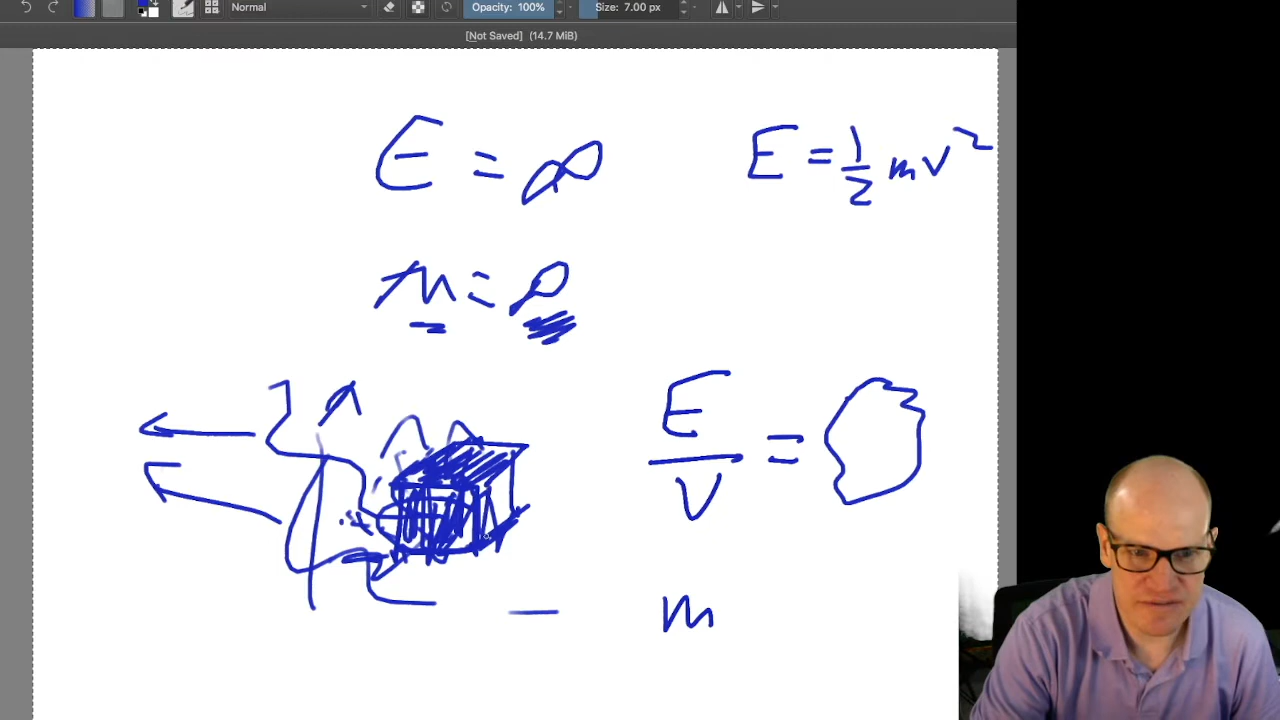 Normal
Opacity: 100%
Size: 7.00 px
[Not Saved] (14.7 MiB)
E = ∞
E = 1/2 mv²
E/V =
m